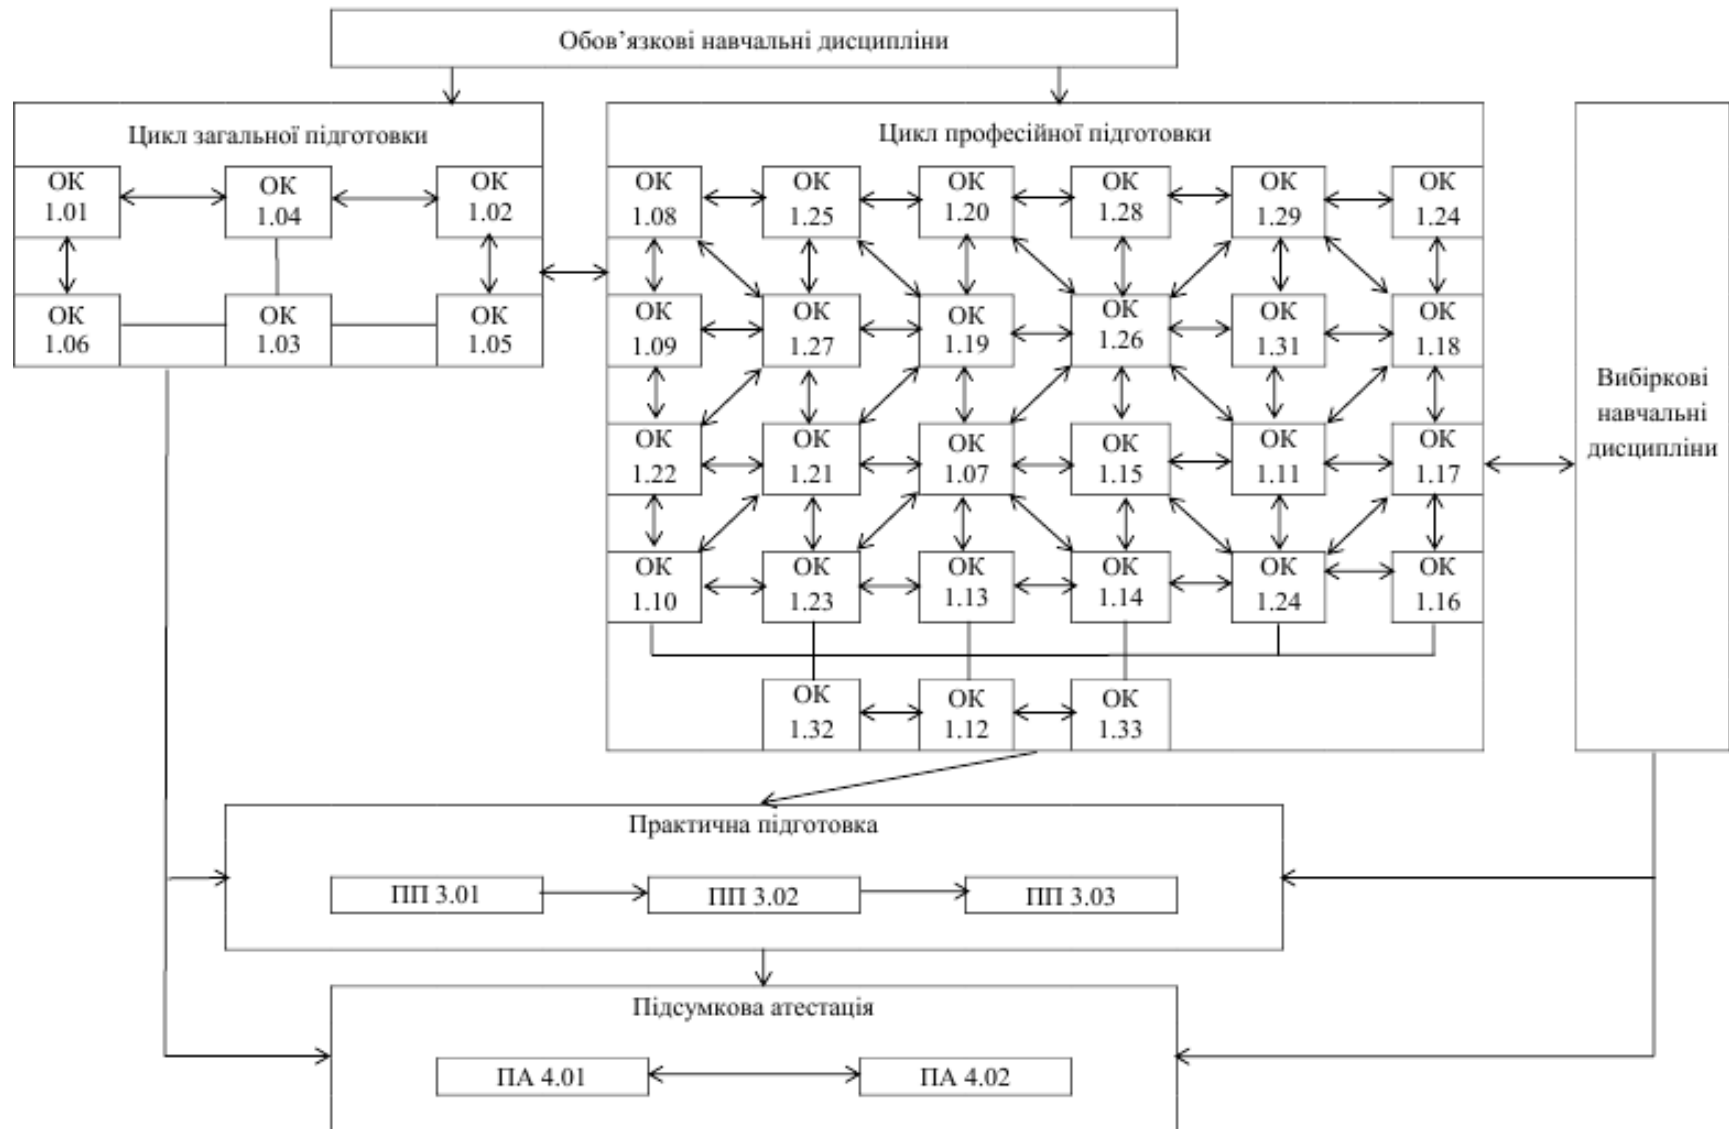 Обов’язкові навчальні дисципліни
Цикл загальної підготовки
ОК
1.01
ОК
1.04
ОК
1.02
ОК
1.06
ОК
1.03
ОК
1.05
Цикл професійної підготовки
ОК
1.08
ОК
1.25
ОК
1.20
ОК
1.28
ОК
1.29
ОК
1.24
ОК
1.09
ОК
1.27
ОК
1.19
ОК
1.26
ОК
1.31
ОК
1.18
ОК
1.22
ОК
1.21
ОК
1.07
ОК
1.15
ОК
1.11
ОК
1.17
ОК
1.10
ОК
1.23
ОК
1.13
ОК
1.14
ОК
1.24
ОК
1.16
ОК
1.32
ОК
1.12
ОК
1.33
Вибіркові
навчальні
дисципліни
Практична підготовка
ПП 3.01
ПП 3.02
ПП 3.03
Підсумкова атестація
ПА 4.01
ПА 4.02